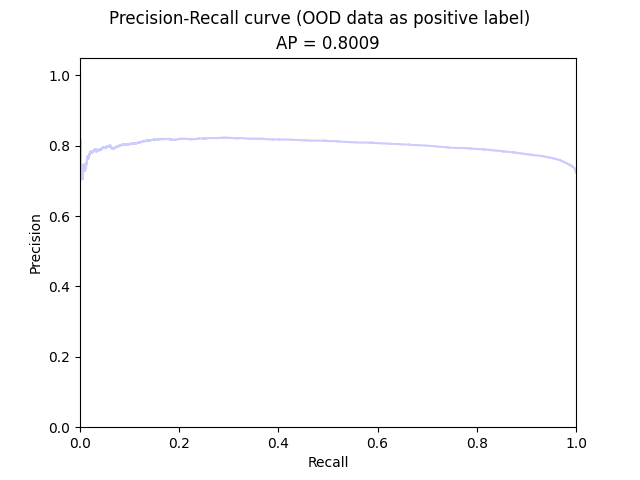 Precision-Recall curve (OOD data as positive label)
AP = 0.8009
1.0
0.8
0.6
0.4
0.2
0.0
Precision
0.0 0.2 0.4 0.6 0.8 1.0
Recall